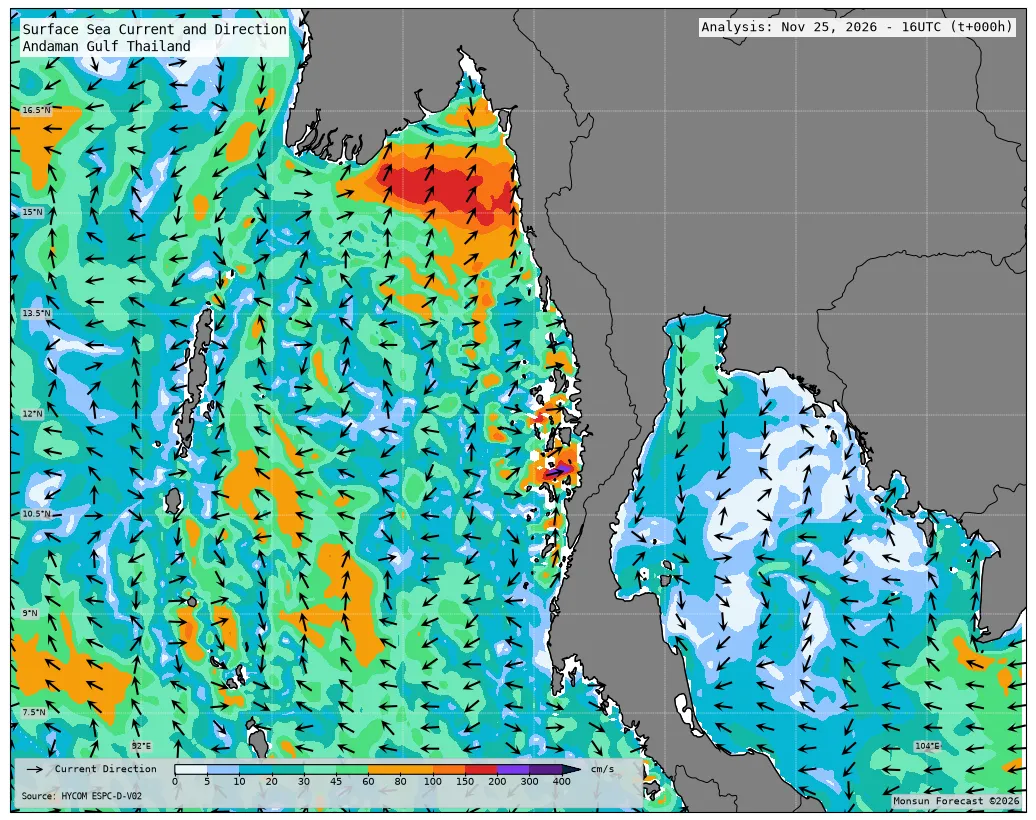 Surface Sea Current and Direction
Andaman Gulf Thailand
Analysis: Nov 25, 2026 - 16UTC (t+000h)
16.5°N
15°N
13.5°N
12°N
10.5°N
9°N
7.5°N
92°E
104°E
Current Direction
0 5 10 20 30 45 60 80 100 150 200 300 400 cm/s
Source: HYCOM ESPC-D-V02
Monsun Forecast ©2026